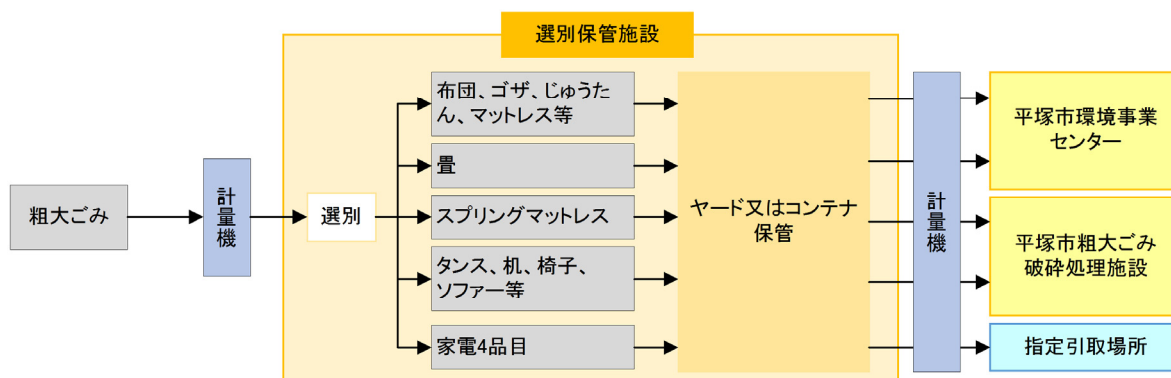 選別保管施設
粗大ごみ
計量機
選別
布団、ゴザ、じゅうた
ん、マットレス等
畳
スプリングマットレス
タンス、机、椅子、
ソファー等
家電4品目
ヤード又はコンテナ
保管
計量機
平塚市環境事業
センター
平塚市粗大ごみ
破砕処理施設
指定引取場所